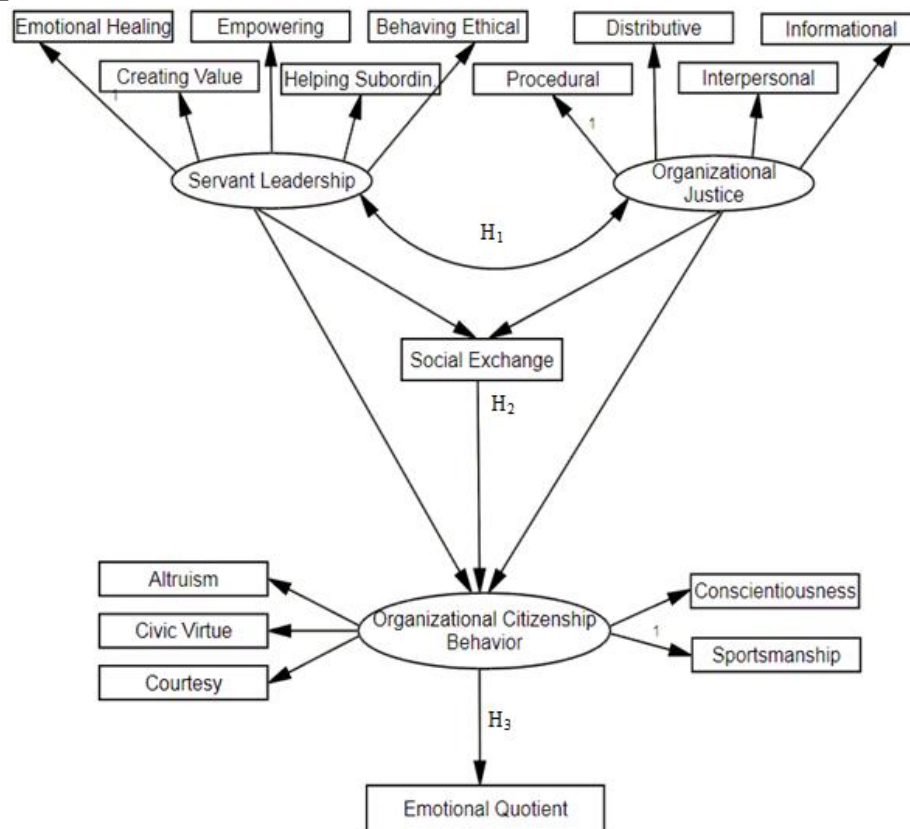 Emotional Healing
Empowering
Behaving Ethical
Distributive
Informational
Creating Value
Helping Subordin.
Procedural
Interpersonal
1
1
Servant Leadership
Organizational
Justice
H₁
Social Exchange
H₂
Altruism
Conscientiousness
Organizational Citizenship
Behavior
Civic Virtue
1
Sportsmanship
Courtesy
H₃
Emotional Quotient